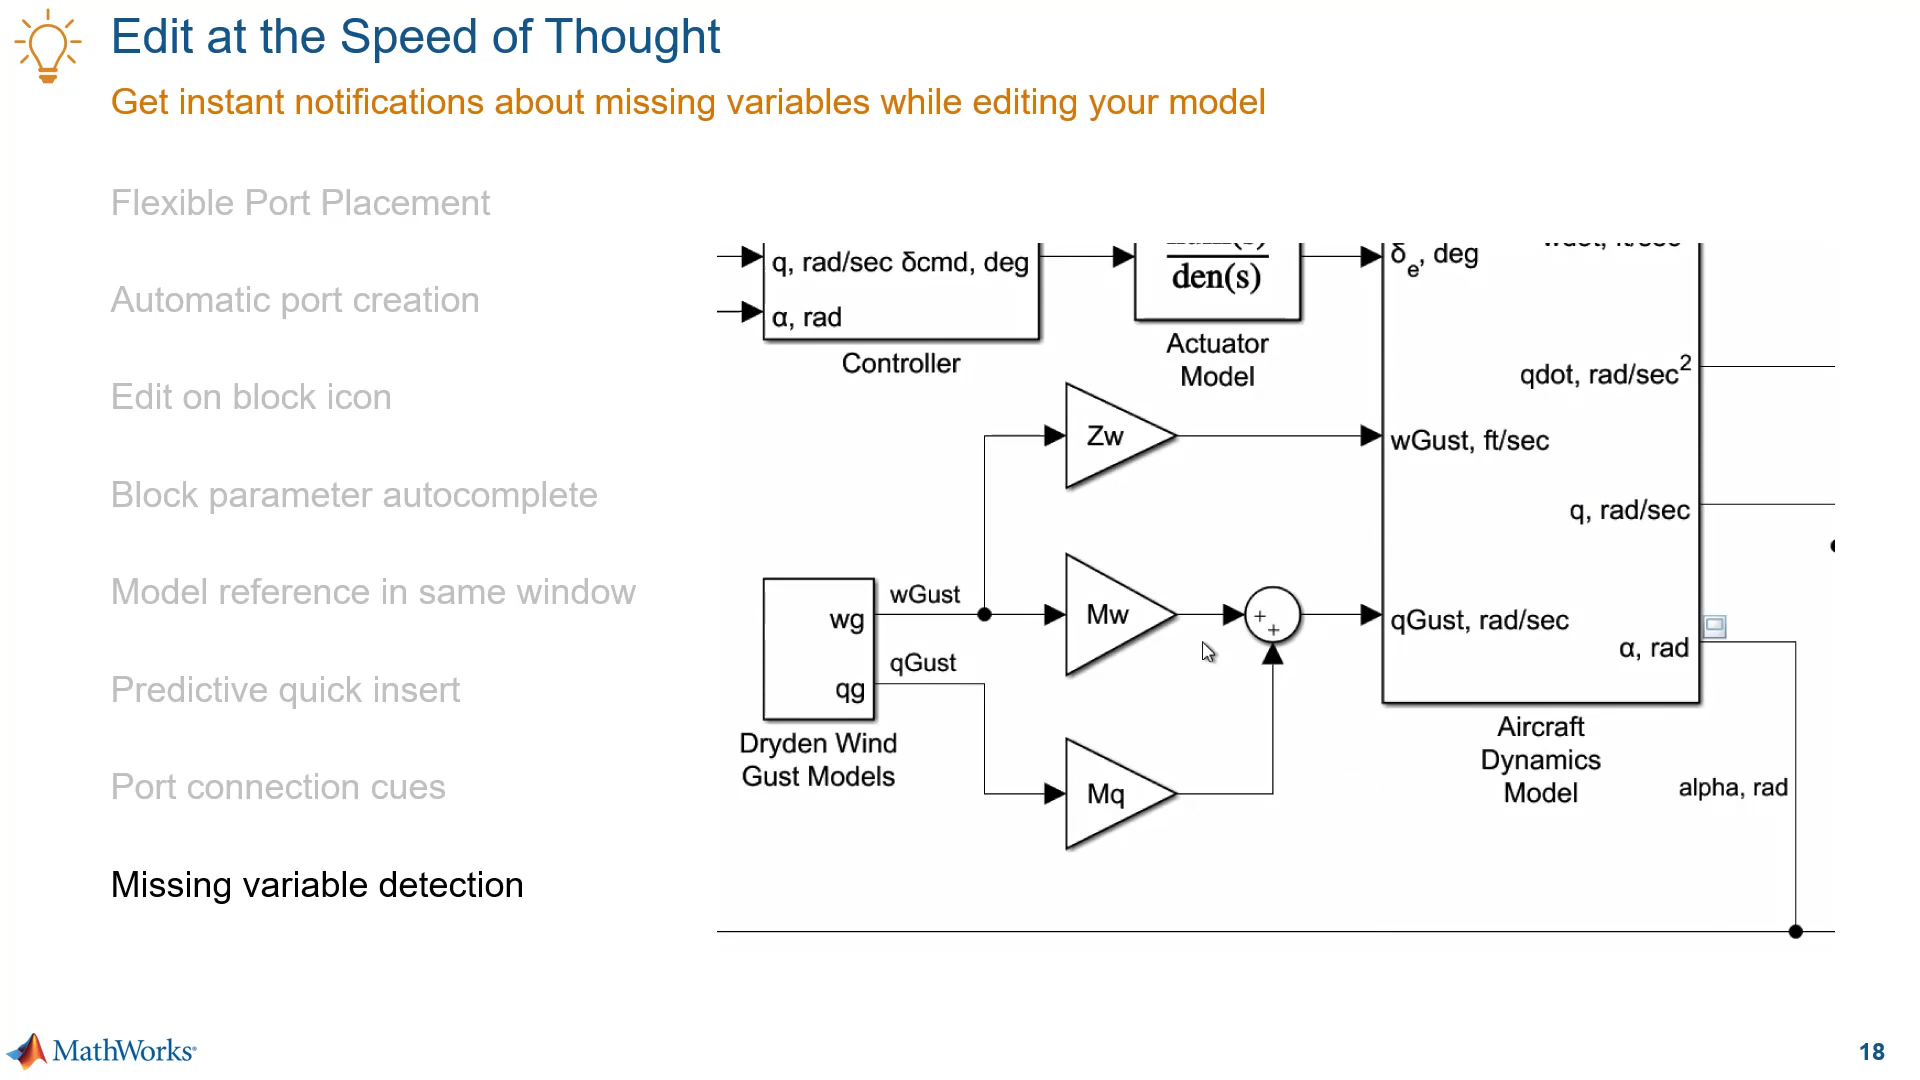 Edit at the Speed of Thought
Get instant notifications about missing variables while editing your model
Flexible Port Placement
Automatic port creation
Edit on block icon
Block parameter autocomplete
Model reference in same window
Predictive quick insert
Port connection cues
Missing variable detection
q, rad/sec δcmd, deg
α, rad
Controller
den(s)
Actuator
Model
δe, deg
qdot, rad/sec²
wGust, ft/sec
q, rad/sec
qGust, rad/sec
α, rad
Aircraft
Dynamics
Model
alpha, rad
Zw
Mw
Mq
+
+
wGust
wg
qGust
qg
Dryden Wind
Gust Models
MathWorks
18